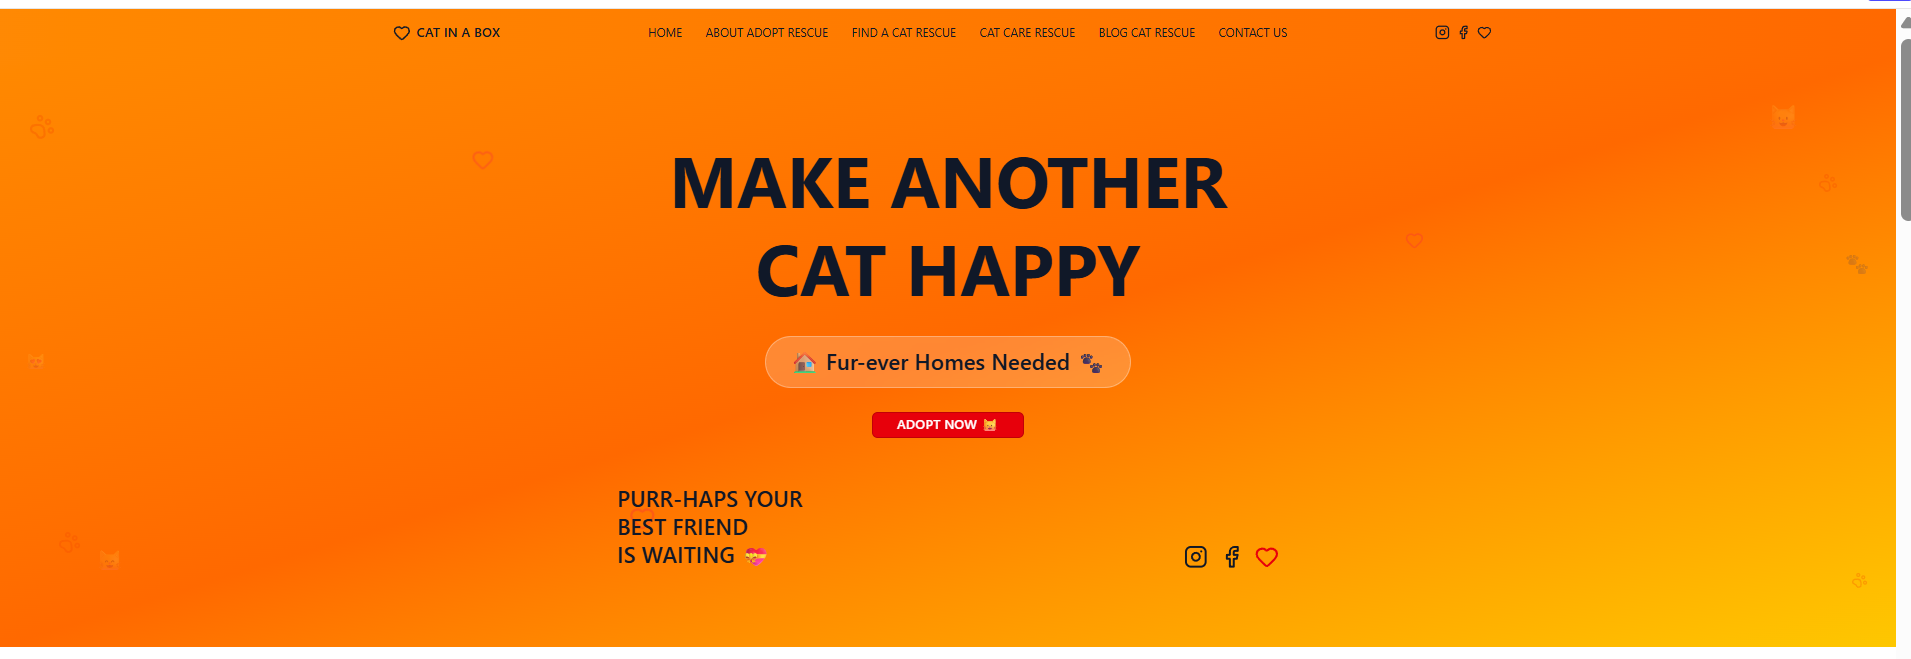 CAT IN A BOX
HOME
ABOUT ADOPT RESCUE
FIND A CAT RESCUE
CAT CARE RESCUE
BLOG CAT RESCUE
CONTACT US
MAKE ANOTHER
CAT HAPPY
Fur-ever Homes Needed
ADOPT NOW
PURR-HAPS YOUR
BEST FRIEND
IS WAITING